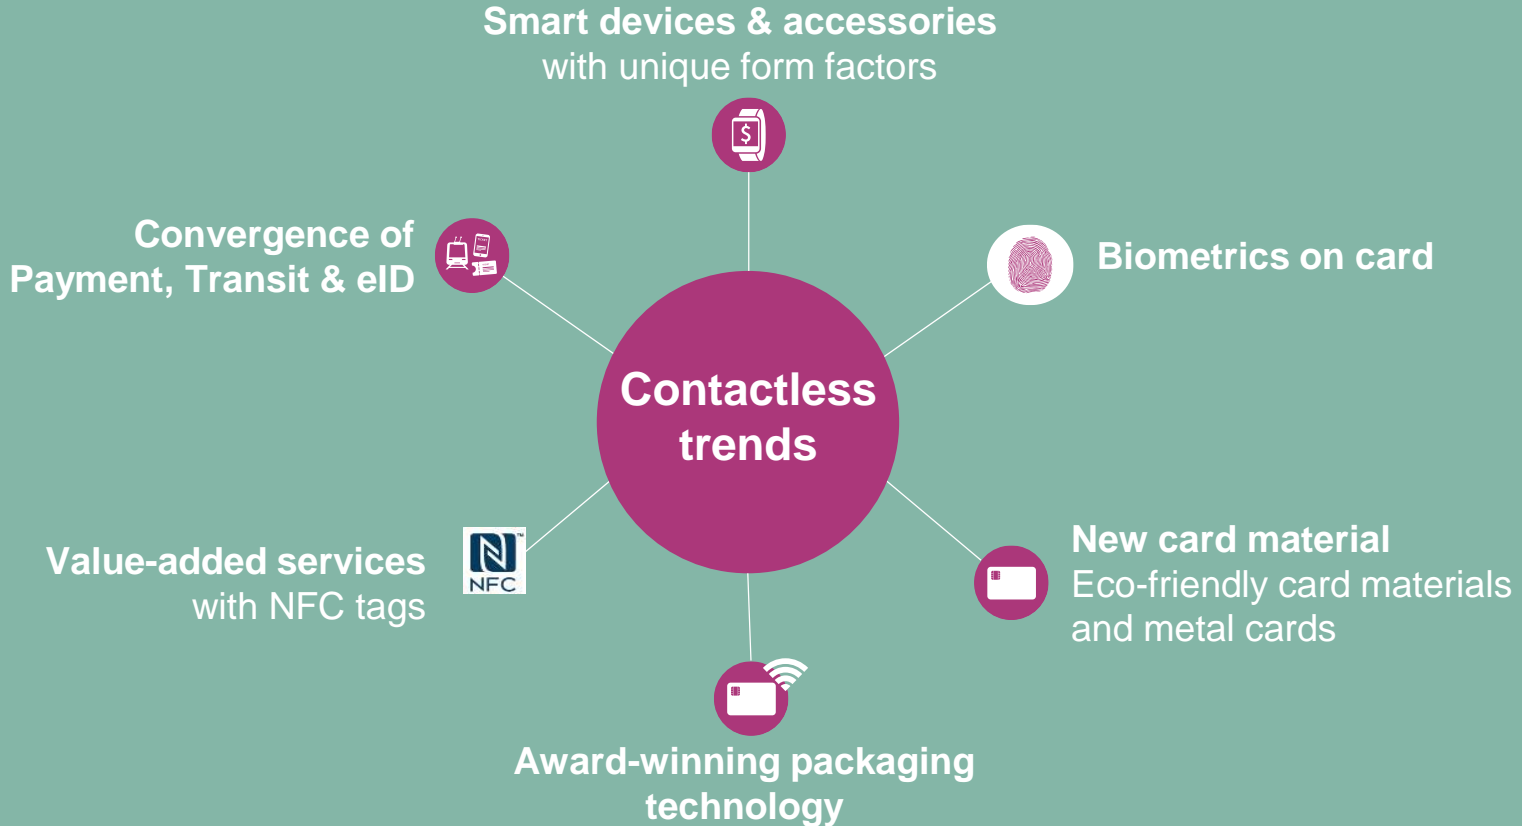 Smart devices & accessories
with unique form factors
$
Convergence of
Payment, Transit & eID
Biometrics on card
Contactless
trends
Value-added services
with NFC tags
N™
NFC
New card material
Eco-friendly card materials
and metal cards
Award-winning packaging
technology